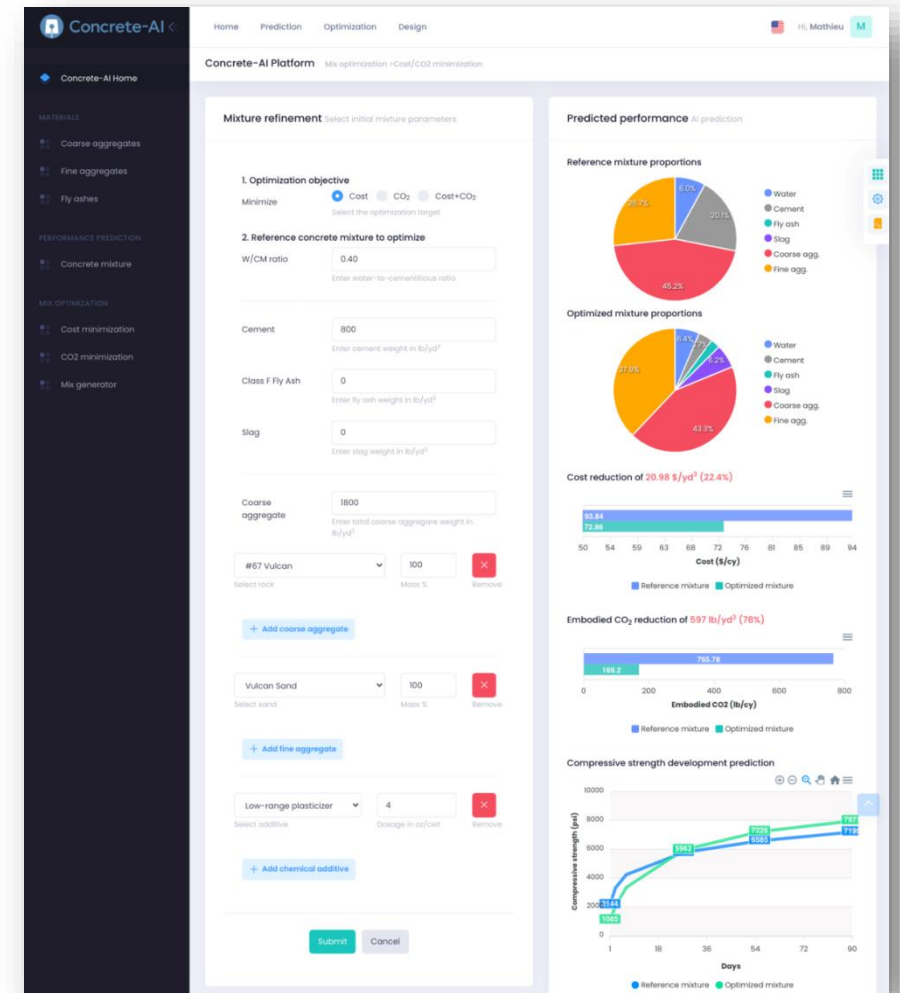 Concrete-AI
Home Prediction Optimization Design
Hi, Mathieu M
Concrete-AI Platform Mix optimization >Cost/CO2 minimization
Concrete-AI Home
MATERIALS
Coarse aggregates
Fine aggregates
Fly ashes
PERFORMANCE PREDICTION
Concrete mixture
MIX OPTIMIZATION
Cost minimization
CO2 minimization
Mix generator
Mixture refinement Select initial mixture parameters
1. Optimization objective
Minimize Cost CO₂ Cost+CO₂
Select the optimization target
2. Reference concrete mixture to optimize
W/CM ratio 0.40
Enter water-to-cementitious ratio
Cement 800
Enter cement weight in lb/yd³
Class F Fly Ash 0
Enter fly ash weight in lb/yd³
Slag 0
Enter slag weight in lb/yd³
Coarse aggregate 1800
Enter total coarse aggregare weight in
lb/yd³
#67 Vulcan 100 ×
Select rock Mass % Remove
+ Add coarse aggregate
Vulcan Sand 100 ×
Select sand Mass % Remove
+ Add fine aggregate
Low-range plasticizer 4 ×
Select additive Dosage in oz/cwt Remove
+ Add chemical additive
Submit Cancel
Predicted performance AI prediction
Reference mixture proportions
8.0%
20.1%
45.2%
26.7%
Water
Cement
Fly ash
Slag
Coarse agg.
Fine agg.
Optimized mixture proportions
6.4%
6.2%
43.3%
37.0%
Water
Cement
Fly ash
Slag
Coarse agg.
Fine agg.
Cost reduction of 20.98 $/yd³ (22.4%)
93.84
72.86
50 54 59 63 68 72 76 81 85 89 94
Cost ($/cy)
Reference mixture Optimized mixture
Embodied CO₂ reduction of 597 lb/yd³ (78%)
765.78
169.2
0 200 400 600 800
Embodied CO2 (lb/cy)
Reference mixture Optimized mixture
Compressive strength development prediction
10000
8000
6000
4000
2000
0
Compressive strength (psi)
3144
1065
5963
7226
6585
797
7199
1 18 36 54 72 90
Days
Reference mixture Optimized mixture